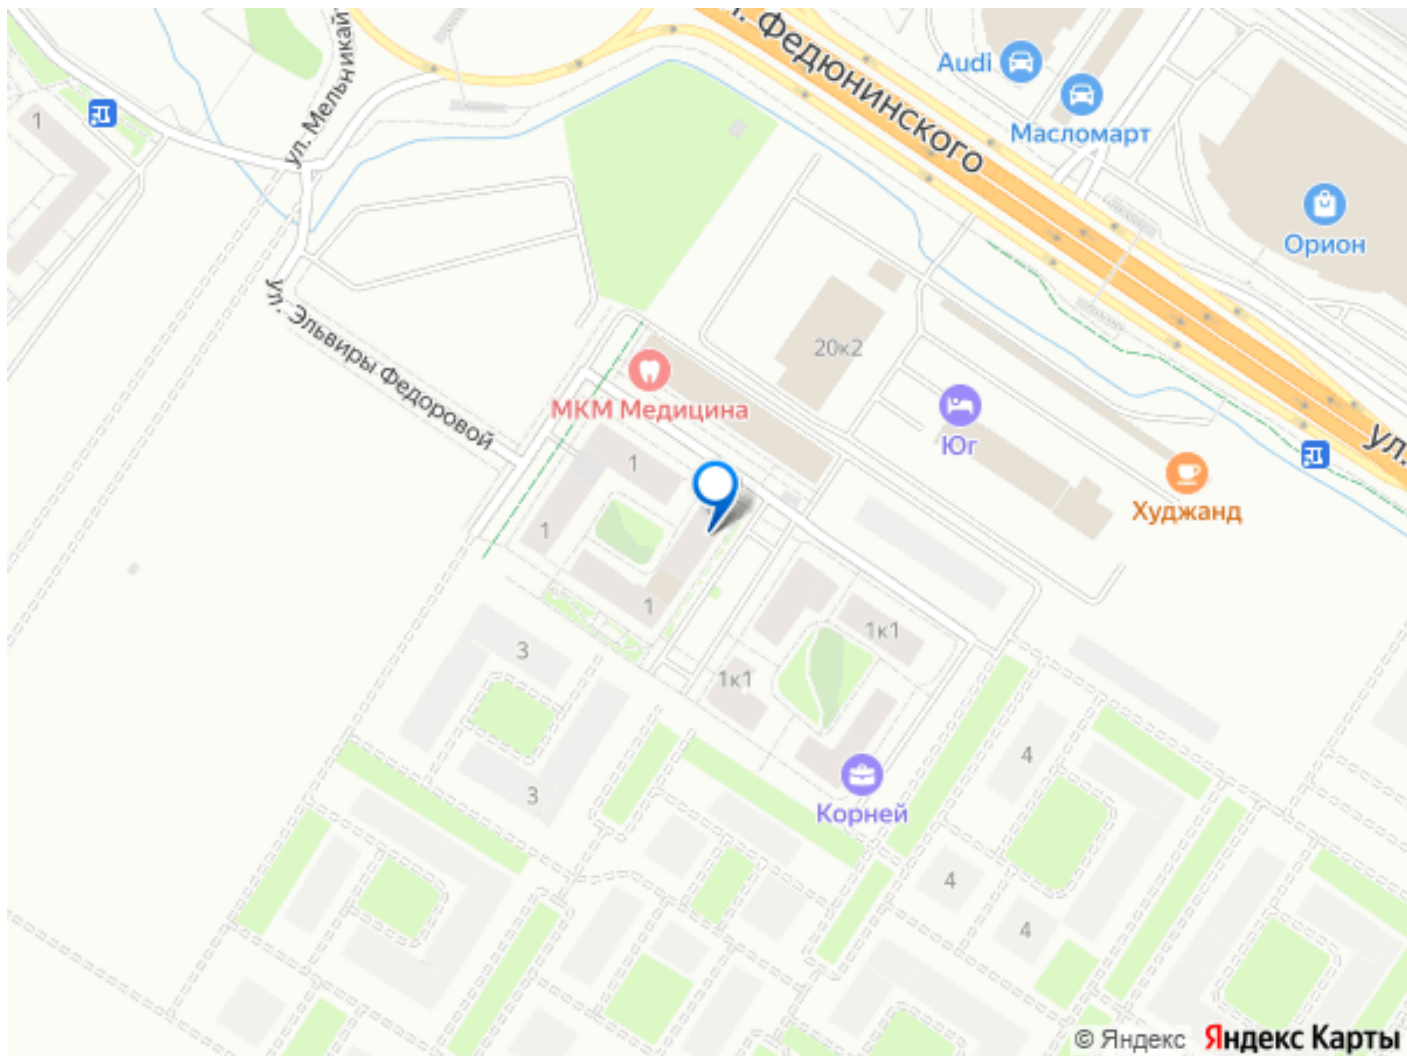 л. Федюнинского
Audi
Масломарт
ул. Мельникай
1
Орион
ул. Эльвиры Федоровой
20к2
МКМ Медицина
Юг
ул.
1
Худжанд
1
1
1к1
3
1к1
4
3
Корней
4
4
© Яндекс Яндекс Карты